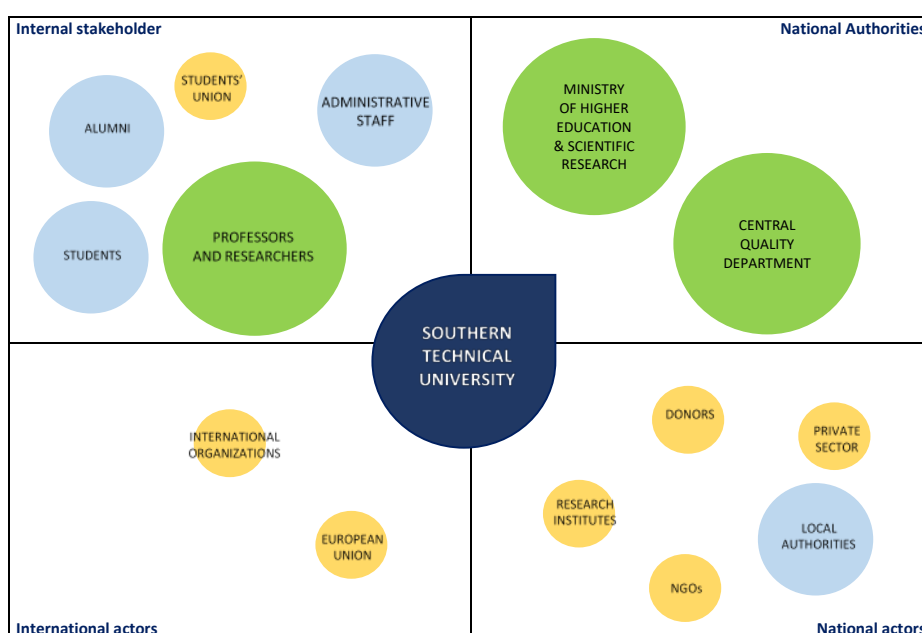 Internal stakeholder
National Authorities
STUDENTS'
UNION
ALUMNI
ADMINISTRATIVE
STAFF
STUDENTS
PROFESSORS
AND RESEARCHERS
MINISTRY
OF HIGHER
EDUCATION
& SCIENTIFIC
RESEARCH
CENTRAL
QUALITY
DEPARTMENT
SOUTHERN
TECHNICAL
UNIVERSITY
INTERNATIONAL
ORGANIZATIONS
EUROPEAN
UNION
DONORS
PRIVATE
SECTOR
RESEARCH
INSTITUTES
LOCAL
AUTHORITIES
NGOs
International actors
National actors